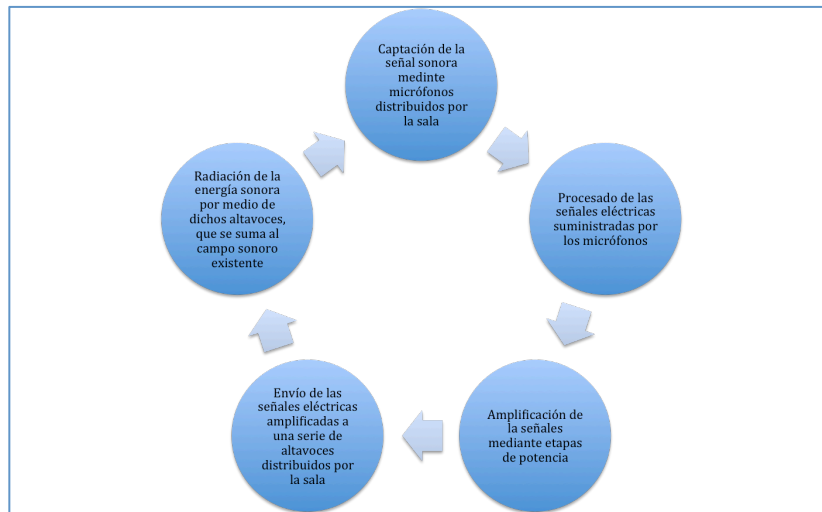 Captación de la
señal sonora
medinte
micrófonos
distribuidos por
la sala
Procesado de las
señales eléctricas
suministradas por
los micrófonos
Amplificación de
la señales
mediante etapas
de potencia
Envío de las
señales eléctricas
amplificadas a
una serie de
altavoces
distribuidos por
la sala
Radiación de la
energía sonora
por medio de
dichos altavoces,
que se suma al
campo sonoro
existente